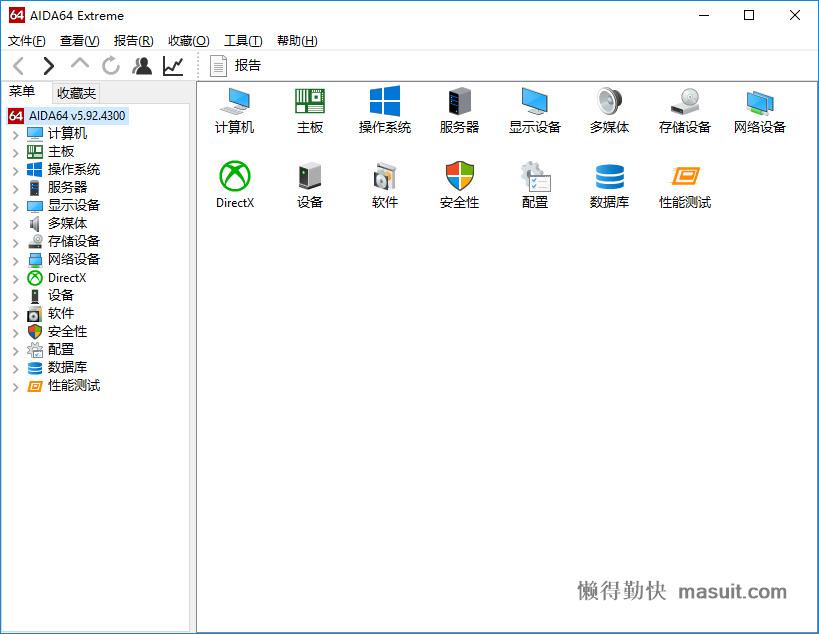 64 AIDA64 Extreme
文件(F) 查看(V) 报告(R) 收藏(O) 工具(T) 帮助(H)
报告
菜单 收藏夹
64 AIDA64 v5.92.4300
计算机
主板
操作系统
服务器
显示设备
多媒体
存储设备
网络设备
DirectX
设备
软件
安全性
配置
数据库
性能测试
计算机 主板 操作系统 服务器 显示设备 多媒体 存储设备 网络设备
DirectX 设备 软件 安全性 配置 数据库 性能测试
懒得勤快 masuit.com